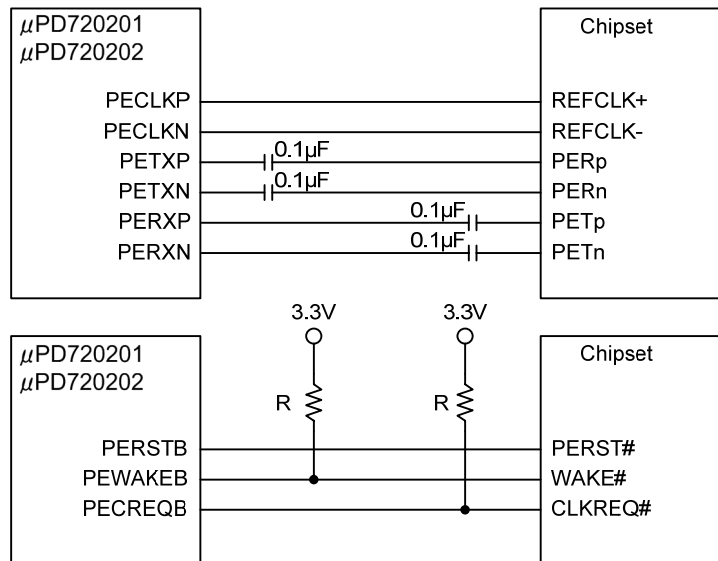 µPD720201
µPD720202
Chipset
PECLKP
REFCLK+
PECLKN
REFCLK-
PETXP
0.1µF
PERp
PETXN
0.1µF
PERn
PERXP
0.1µF
PETp
PERXN
0.1µF
PETn
3.3V
3.3V
µPD720201
µPD720202
Chipset
R
R
PERSTB
PERST#
PEWAKEB
WAKE#
PECREQB
CLKREQ#